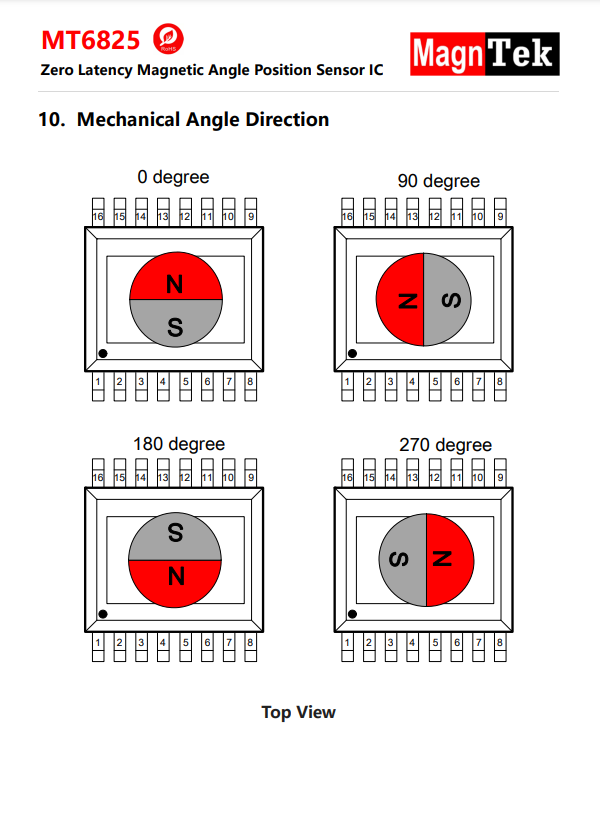 MT6825
RoHS
MagnTek
Zero Latency Magnetic Angle Position Sensor IC
10. Mechanical Angle Direction
0 degree
16 15 14 13 12 11 10 9
N
S
1 2 3 4 5 6 7 8
90 degree
16 15 14 13 12 11 10 9
N S
1 2 3 4 5 6 7 8
180 degree
16 15 14 13 12 11 10 9
S
N
1 2 3 4 5 6 7 8
270 degree
16 15 14 13 12 11 10 9
S N
1 2 3 4 5 6 7 8
Top View